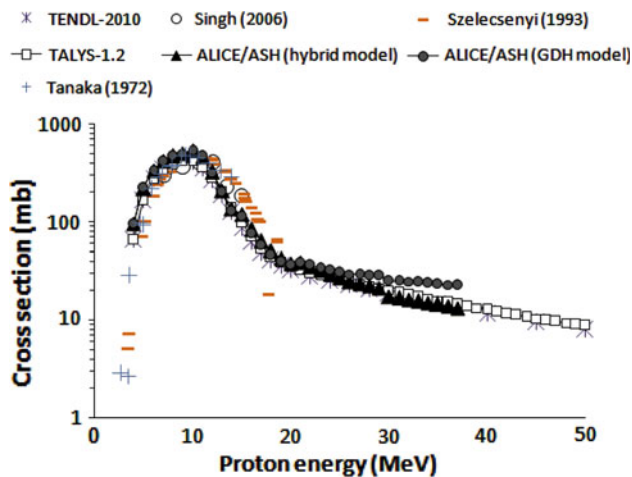 TENDL-2010 Singh (2006) Szelecsenyi (1993)
TALYS-1.2 ALICE/ASH (hybrid model) ALICE/ASH (GDH model)
Tanaka (1972)
1000
100
10
1
Cross section (mb)
0 10 20 30 40 50
Proton energy (MeV)